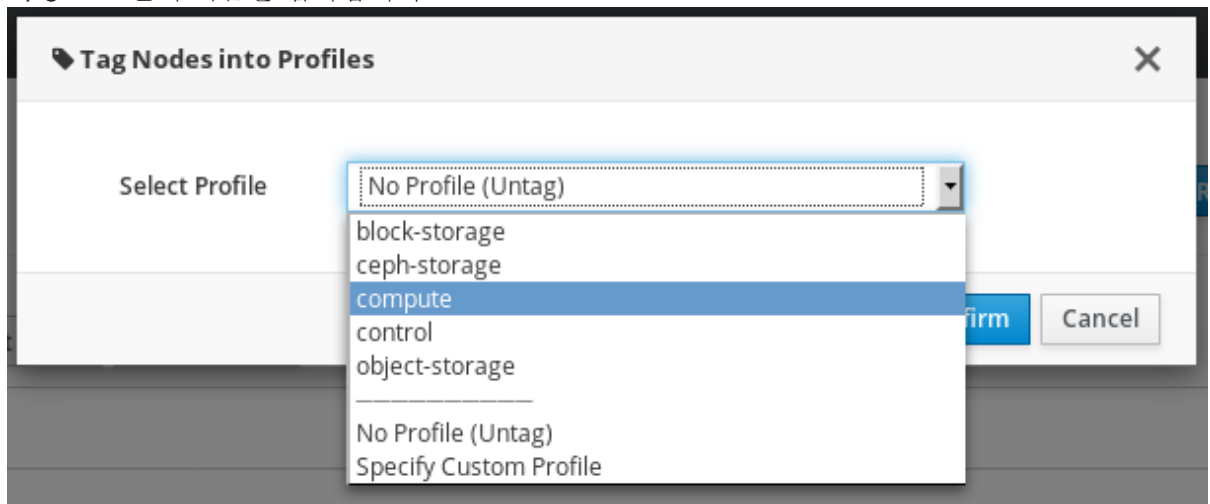 Tag Nodes into Profiles
Select Profile
No Profile (Untag)
block-storage
ceph-storage
compute
control
object-storage
----------------------
No Profile (Untag)
Specify Custom Profile
firm
Cancel